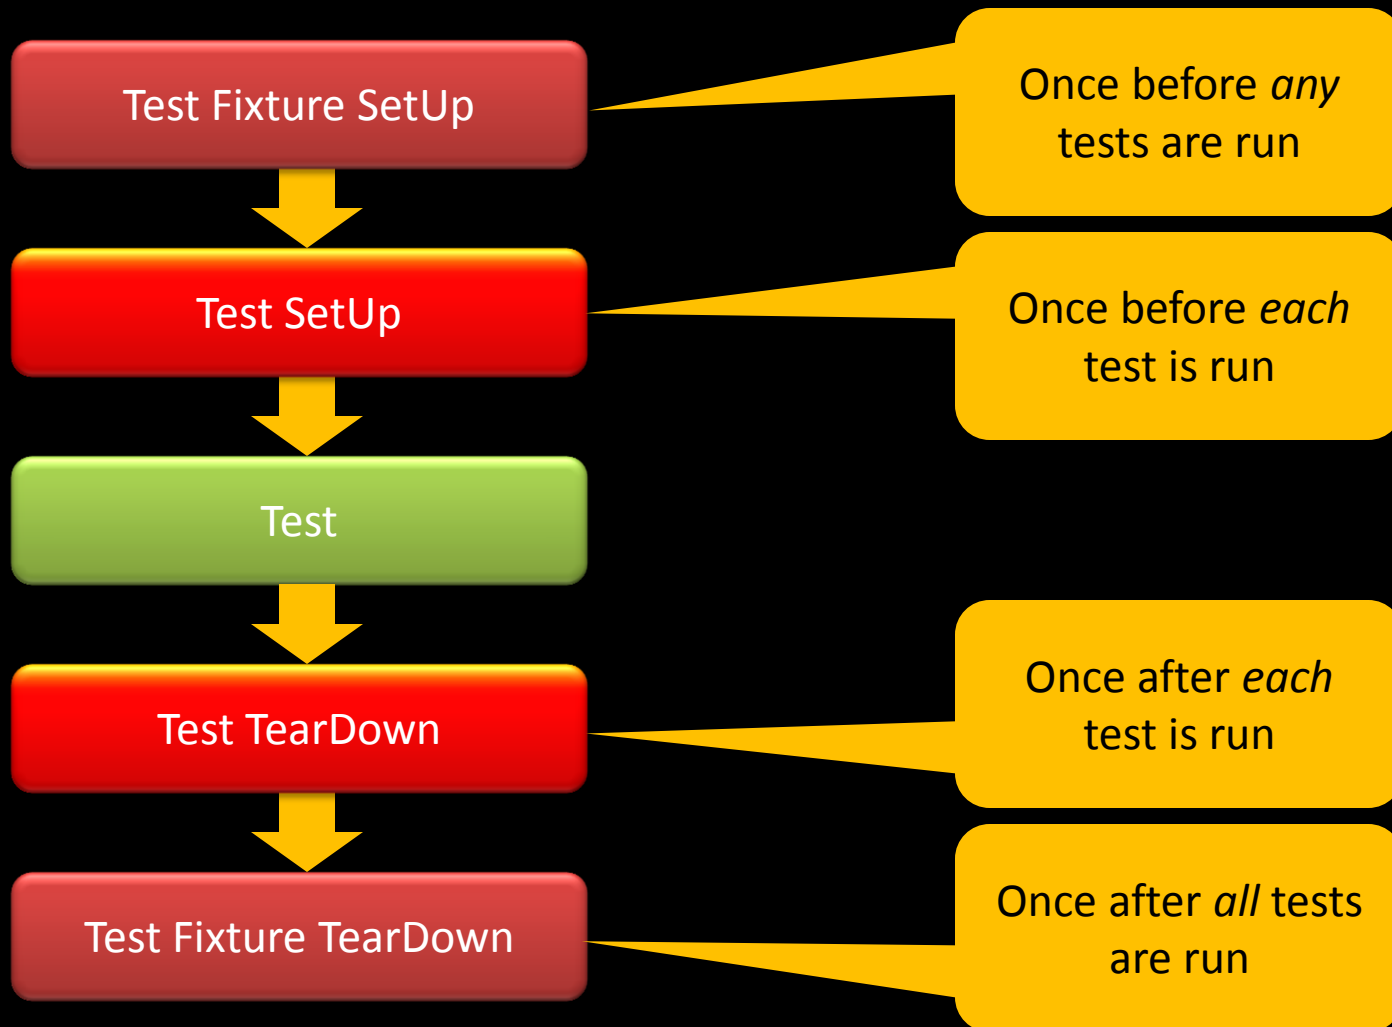 Test Fixture SetUp
Once before any
tests are run
Test SetUp
Once before each
test is run
Test
Test TearDown
Once after each
test is run
Test Fixture TearDown
Once after all tests
are run